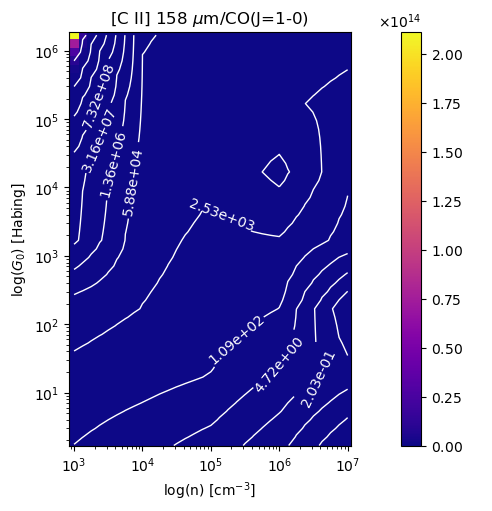 [C II] 158 μm/CO(J=1-0)
×10¹⁴
log(G₀) [Habing]
10⁶
10⁵
10⁴
10³
10²
10¹
7.32e+08
3.16e+07
1.36e+06
5.88e+04
2.53e+03
1.09e+02
4.72e+00
2.03e-01
10³ 10⁴ 10⁵ 10⁶ 10⁷
log(n) [cm⁻³]
2.00
1.75
1.50
1.25
1.00
0.75
0.50
0.25
0.00